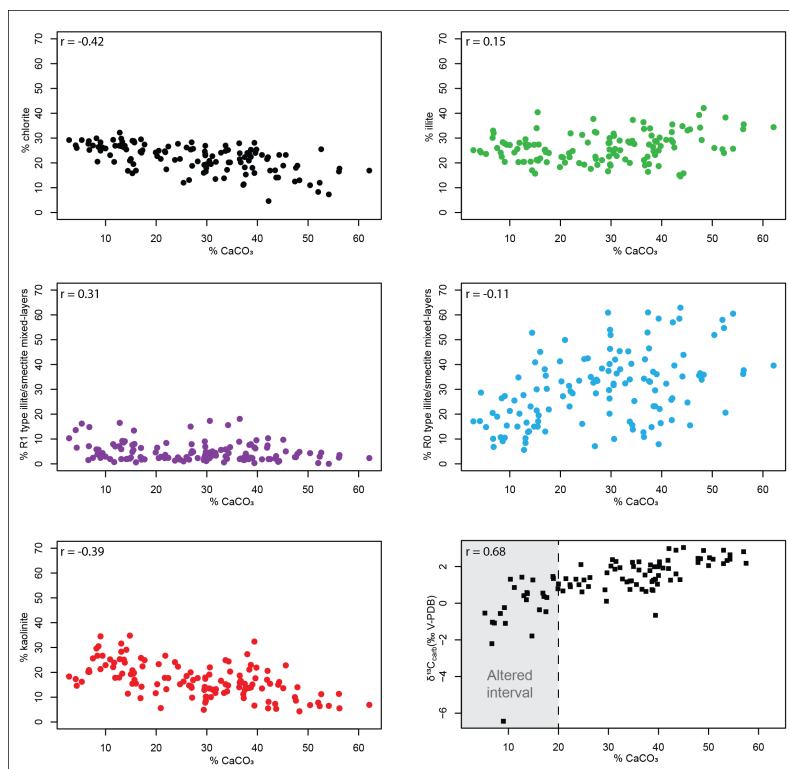 r = -0.42
70
60
50
40
30
20
10
0
% chlorite
10 20 30 40 50 60
% CaCO₃
r = 0.15
70
60
50
40
30
20
10
0
% illite
10 20 30 40 50 60
% CaCO₃
r = 0.31
70
60
50
40
30
20
10
0
% R1 type illite/smectite mixed-layers
10 20 30 40 50 60
% CaCO₃
r = -0.11
70
60
50
40
30
20
10
0
% R0 type illite/smectite mixed-layers
10 20 30 40 50 60
% CaCO₃
r = -0.39
70
60
50
40
30
20
10
0
% kaolinite
10 20 30 40 50 60
% CaCO₃
r = 0.68
2
0
-2
-4
-6
δ¹³Ccarb(‰ V-PDB)
Altered
interval
10 20 30 40 50 60
% CaCO₃